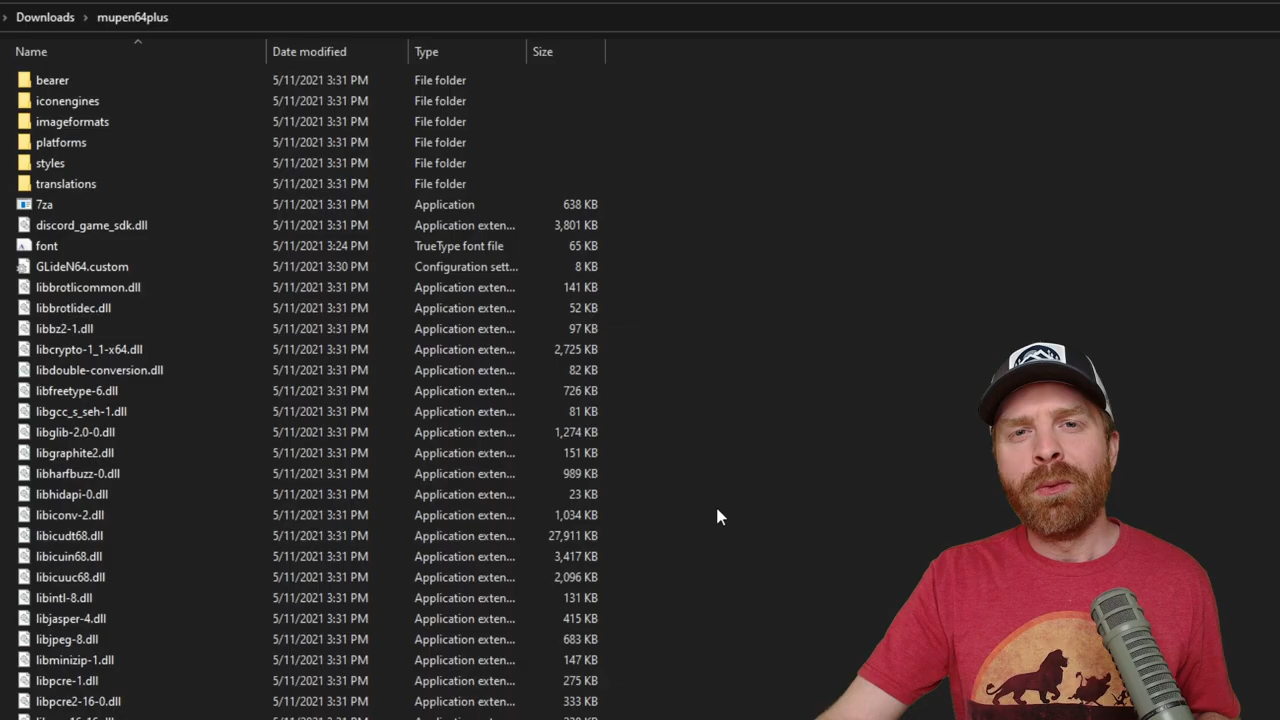 Downloads > mupen64plus
Name Date modified Type Size
bearer 5/11/2021 3:31 PM File folder
iconengines 5/11/2021 3:31 PM File folder
imageformats 5/11/2021 3:31 PM File folder
platforms 5/11/2021 3:31 PM File folder
styles 5/11/2021 3:31 PM File folder
translations 5/11/2021 3:31 PM File folder
7za 5/11/2021 3:31 PM Application 638 KB
discord_game_sdk.dll 5/11/2021 3:31 PM Application exten... 3,801 KB
font 5/11/2021 3:24 PM TrueType font file 65 KB
GLideN64.custom 5/11/2021 3:30 PM Configuration sett... 8 KB
libbrotlicommon.dll 5/11/2021 3:31 PM Application exten... 141 KB
libbrotlidec.dll 5/11/2021 3:31 PM Application exten... 52 KB
libbz2-1.dll 5/11/2021 3:31 PM Application exten... 97 KB
libcrypto-1_1-x64.dll 5/11/2021 3:31 PM Application exten... 2,725 KB
libdouble-conversion.dll 5/11/2021 3:31 PM Application exten... 82 KB
libfreetype-6.dll 5/11/2021 3:31 PM Application exten... 726 KB
libgcc_s_seh-1.dll 5/11/2021 3:31 PM Application exten... 81 KB
libglib-2.0-0.dll 5/11/2021 3:31 PM Application exten... 1,274 KB
libgraphite2.dll 5/11/2021 3:31 PM Application exten... 151 KB
libharfbuzz-0.dll 5/11/2021 3:31 PM Application exten... 989 KB
libhidapi-0.dll 5/11/2021 3:31 PM Application exten... 23 KB
libiconv-2.dll 5/11/2021 3:31 PM Application exten... 1,034 KB
libicudt68.dll 5/11/2021 3:31 PM Application exten... 27,911 KB
libicuin68.dll 5/11/2021 3:31 PM Application exten... 3,417 KB
libicuuc68.dll 5/11/2021 3:31 PM Application exten... 2,096 KB
libintl-8.dll 5/11/2021 3:31 PM Application exten... 131 KB
libjasper-4.dll 5/11/2021 3:31 PM Application exten... 415 KB
libjpeg-8.dll 5/11/2021 3:31 PM Application exten... 683 KB
libminizip-1.dll 5/11/2021 3:31 PM Application exten... 147 KB
libpcre-1.dll 5/11/2021 3:31 PM Application exten... 275 KB
libpcre2-16-0.dll 5/11/2021 3:31 PM Application exten... 333 KB